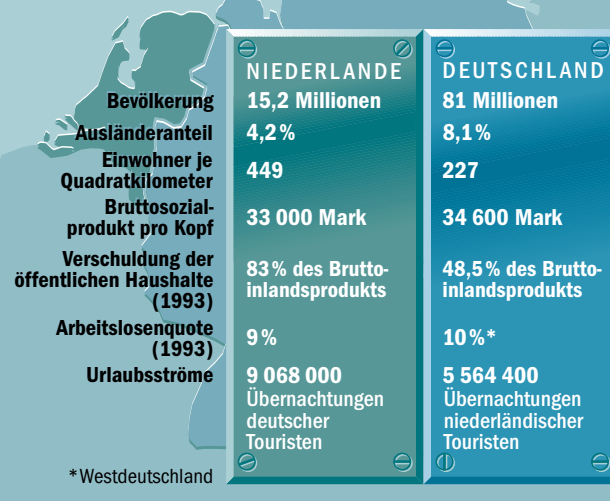 NIEDERLANDE DEUTSCHLAND
Bevölkerung 15,2 Millionen 81 Millionen
Ausländeranteil 4,2% 8,1%
Einwohner je
Quadratkilometer 449 227
Bruttosozial-
produkt pro Kopf 33 000 Mark 34 600 Mark
Verschuldung der
öffentlichen Haushalte
(1993) 83% des Brutto-
inlandsprodukts 48,5% des Brutto-
inlandsprodukts
Arbeitslosenquote
(1993) 9% 10%*
Urlaubsströme 9 068 000
Übernachtungen
deutscher
Touristen 5 564 400
Übernachtungen
niederländischer
Touristen
*Westdeutschland